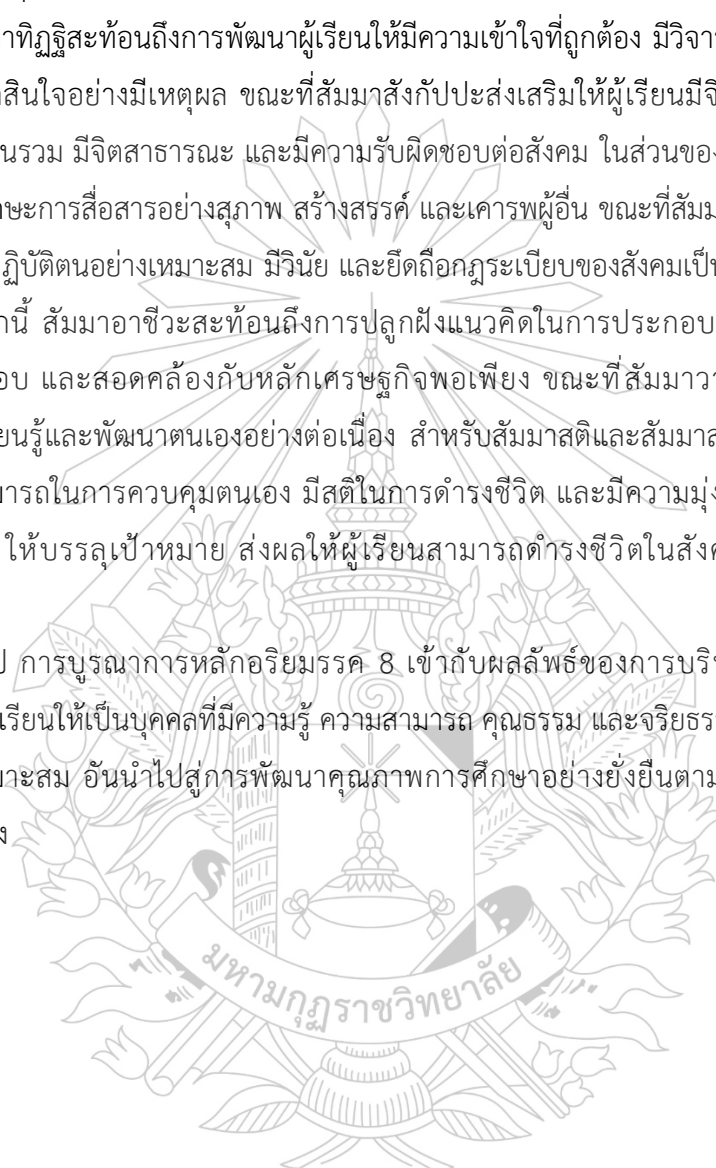 าทิฏฐิสะท้อนถึงการพัฒนาผู้เรียนให้มีความเข้าใจที่ถูกต้อง มีวิจาร
สินใจอย่างมีเหตุผล ขณะที่สัมมาสังกัปปะส่งเสริมให้ผู้เรียนมีจิ
นรวม มีจิตสาธารณะ และมีความรับผิดชอบต่อสังคม ในส่วนของ
กษะการสื่อสารอย่างสุภาพ สร้างสรรค์ และเคารพผู้อื่น ขณะที่สัมม
ฏิบัติตนอย่างเหมาะสม มีวินัย และยึดถือกฎระเบียบของสังคมเป็น
านี้ สัมมาอาชีวะสะท้อนถึงการปลูกฝังแนวคิดในการประกอบ
อบ และสอดคล้องกับหลักเศรษฐกิจพอเพียง ขณะที่สัมมาวา
ยนรู้และพัฒนาตนเองอย่างต่อเนื่อง สำหรับสัมมาสติและสัมมาส
มารถในการควบคุมตนเอง มีสติในการดำรงชีวิต และมีความมุ่ง
ให้บรรลุเป้าหมาย ส่งผลให้ผู้เรียนสามารถดำรงชีวิตในสังค
ป การบูรณาการหลักอริยมรรค 8 เข้ากับผลลัพธ์ของการบริห
เรียนให้เป็นบุคคลที่มีความรู้ ความสามารถ คุณธรรม และจริยธรร
มาะสม อันนำไปสู่การพัฒนาคุณภาพการศึกษาอย่างยั่งยืนตาม
ง
มหามกุฏราชวิทยาลัย